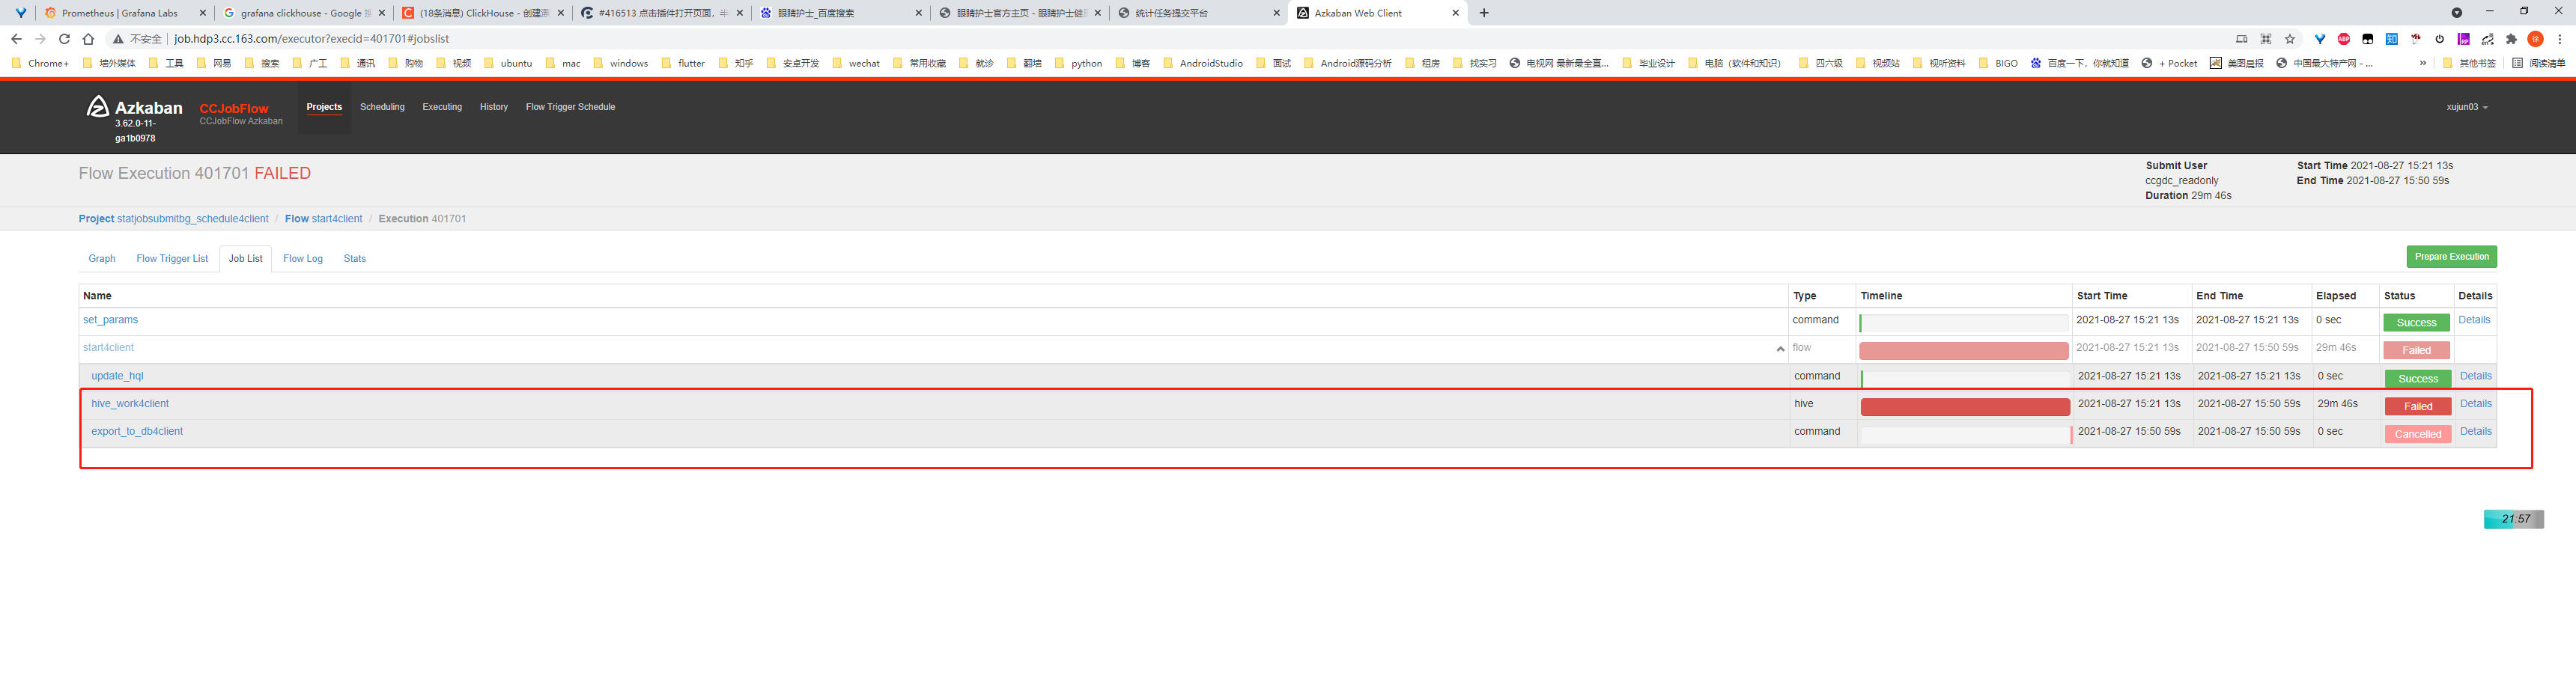 Prometheus | Grafana Labs
grafana clickhouse - Google 搜
(18条消息) ClickHouse - 创建漂
#416513 点击插件打开页面，半
眼睛护士_百度搜索
眼睛护士官方主页 - 眼睛护士健康
统计任务提交平台
Azkaban Web Client
不安全 | job.hdp3.cc.163.com/executor?execid=401701#jobslist
Chrome+ 墙外媒体 工具 网易 搜索 广工 通讯 购物 视频 ubuntu mac windows flutter 知乎 安卓开发 wechat 常用收藏 就诊 翻墙 python 博客 AndroidStudio 面试 Android源码分析 租房 找实习 电视网 最新最全直... 毕业设计 电脑（软件和知识） 四六级 视频站 视听资料 BIGO 百度一下，你就知道 + Pocket 美图晨报 中国最大特产网 - ... » 其他书签 阅读清单
Azkaban
3.62.0-11-
ga1b0978
CCJobFlow
CCJobFlow Azkaban
Projects Scheduling Executing History Flow Trigger Schedule
xujun03
Flow Execution 401701 FAILED
Submit User
ccgdc_readonly
Duration 29m 46s
Start Time 2021-08-27 15:21 13s
End Time 2021-08-27 15:50 59s
Project statjobsubmitbg_schedule4client / Flow start4client / Execution 401701
Graph Flow Trigger List Job List Flow Log Stats
Prepare Execution
Name Type Timeline Start Time End Time Elapsed Status Details
set_params command 2021-08-27 15:21 13s 2021-08-27 15:21 13s 0 sec Success Details
start4client flow 2021-08-27 15:21 13s 2021-08-27 15:50 59s 29m 46s Failed
update_hql command 2021-08-27 15:21 13s 2021-08-27 15:21 13s 0 sec Success Details
hive_work4client hive 2021-08-27 15:21 13s 2021-08-27 15:50 59s 29m 46s Failed Details
export_to_db4client command 2021-08-27 15:50 59s 2021-08-27 15:50 59s 0 sec Cancelled Details
21:57